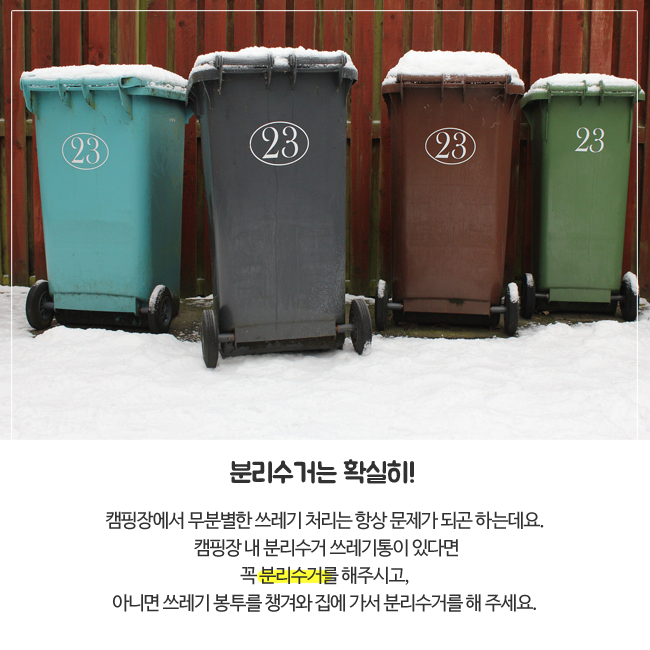 23
23
23
23
분리수거는 확실히!
캠핑장에서 무분별한 쓰레기 처리는 항상 문제가 되곤 하는데요.
캠핑장 내 분리수거 쓰레기통이 있다면
꼭 분리수거를 해주시고,
아니면 쓰레기 봉투를 챙겨와 집에 가서 분리수거를 해 주세요.